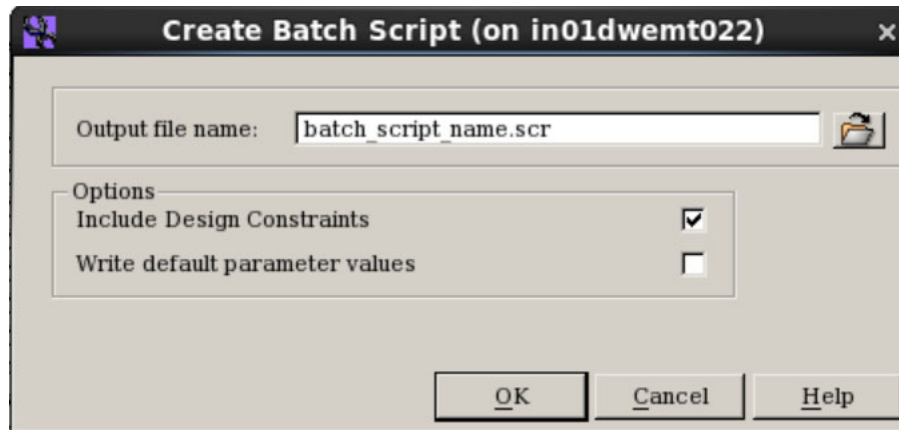 Create Batch Script (on in01dwemt022)
Output file name: batch_script_name.scr
Options
Include Design Constraints
Write default parameter values
OK Cancel Help